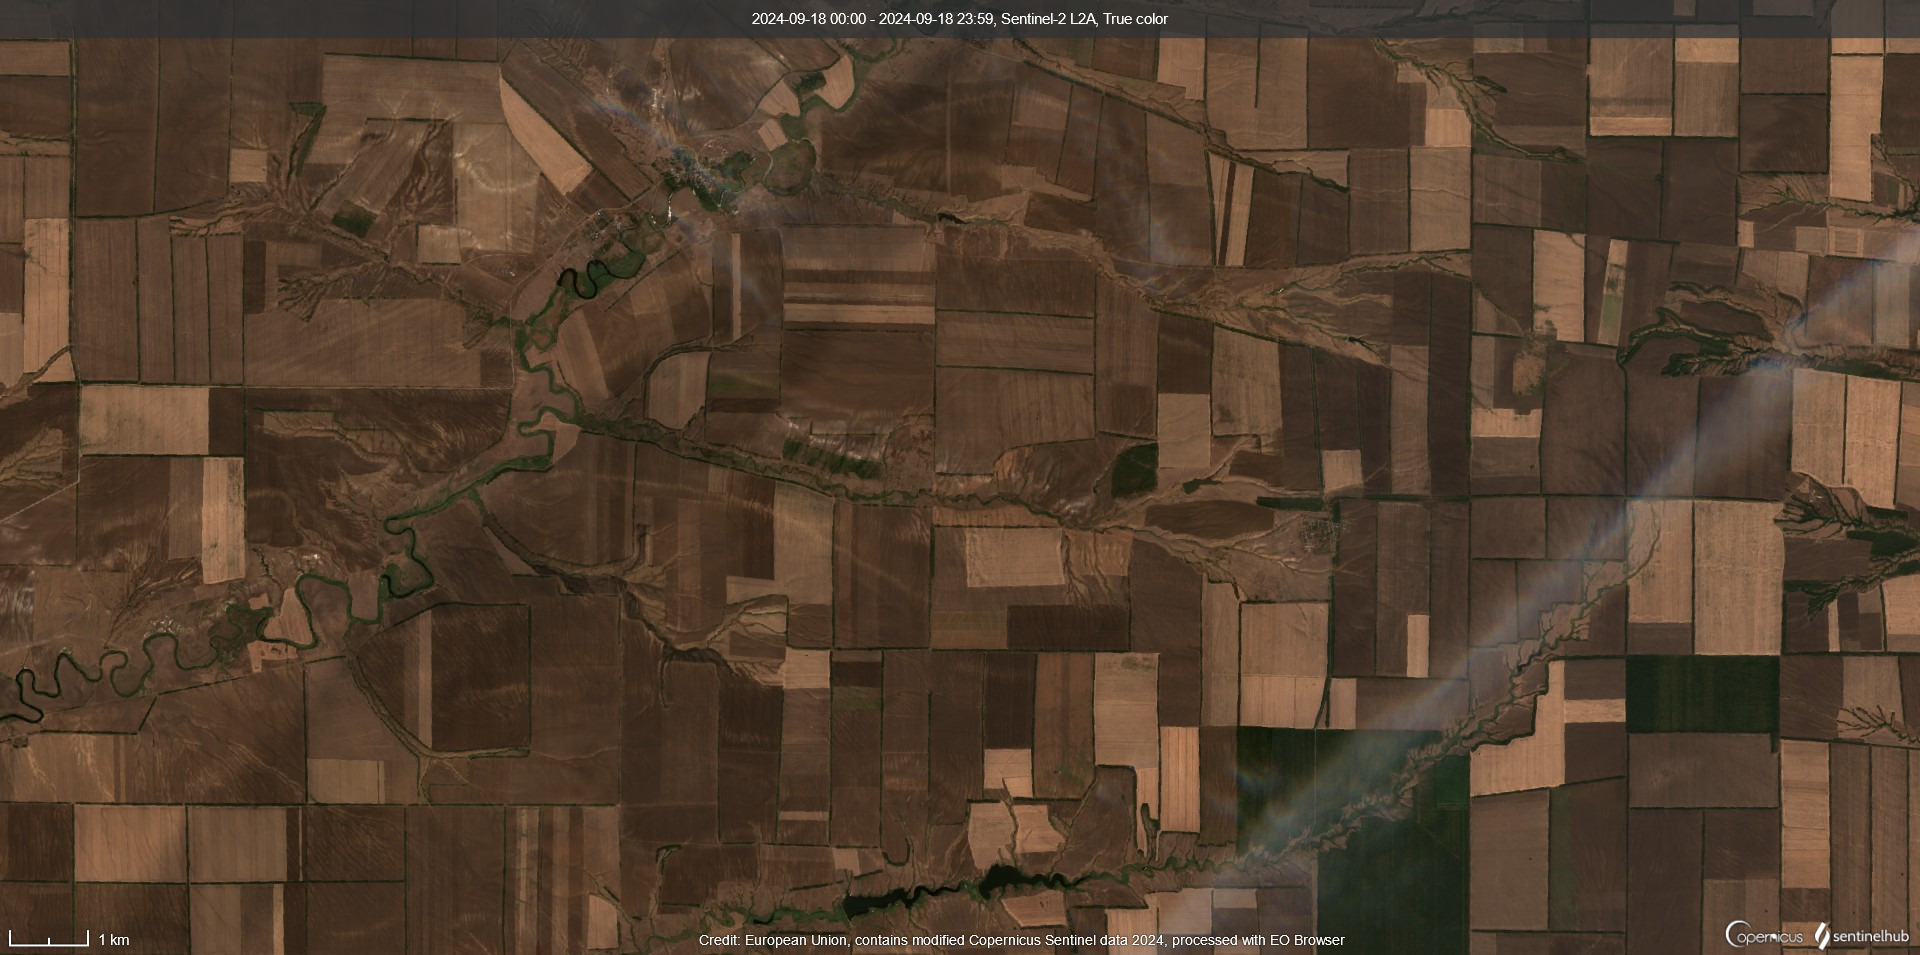 2024-09-18 00:00 - 2024-09-18 23:59, Sentinel-2 L2A, True color
1 km
Credit: European Union, contains modified Copernicus Sentinel data 2024, processed with EO Browser
Copernicus
sentinelhub